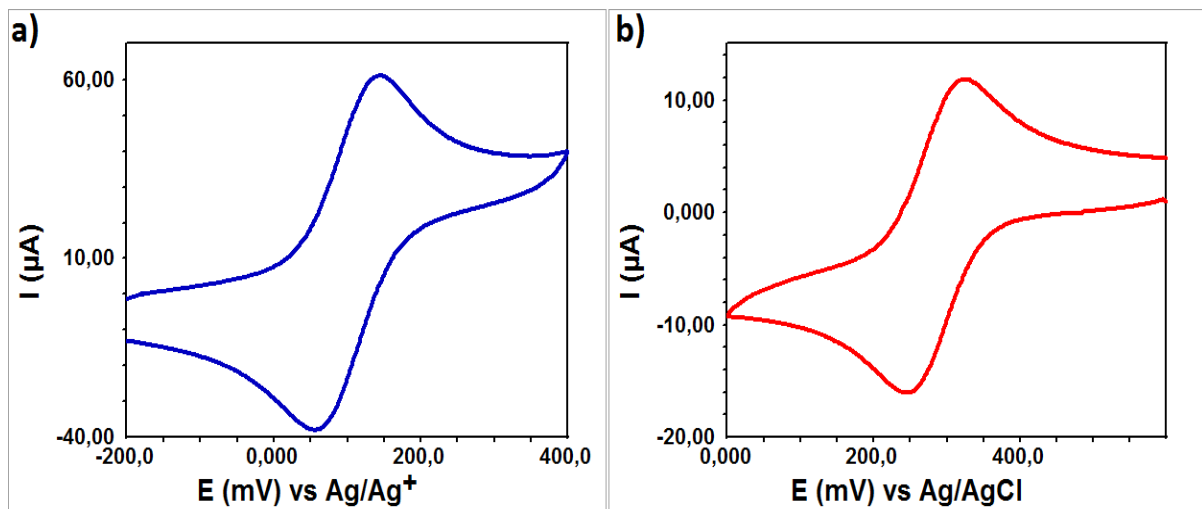 a)
60,00
10,00
-40,00
I (µA)
-200,0 0,000 200,0 400,0
E (mV) vs Ag/Ag+
b)
10,00
0,000
-10,00
-20,00
I (µA)
0,000 200,0 400,0
E (mV) vs Ag/AgCl